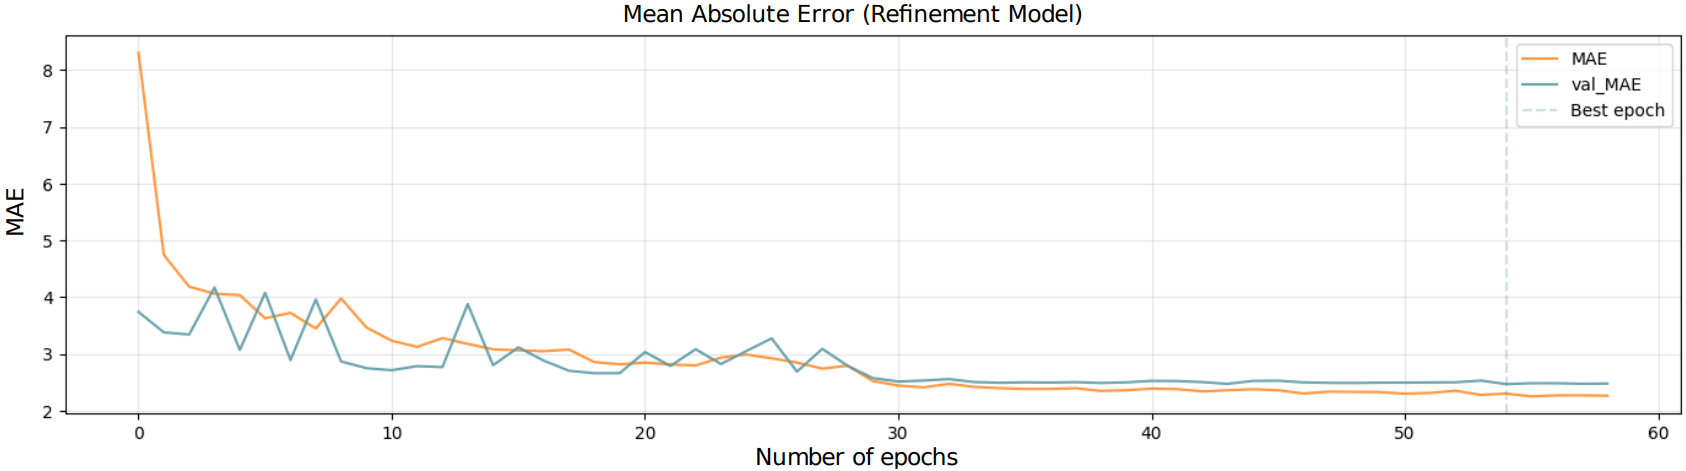 Mean Absolute Error (Refinement Model)
MAE
8
7
6
5
4
3
2
MAE
val_MAE
Best epoch
0 10 20 30 40 50 60
Number of epochs